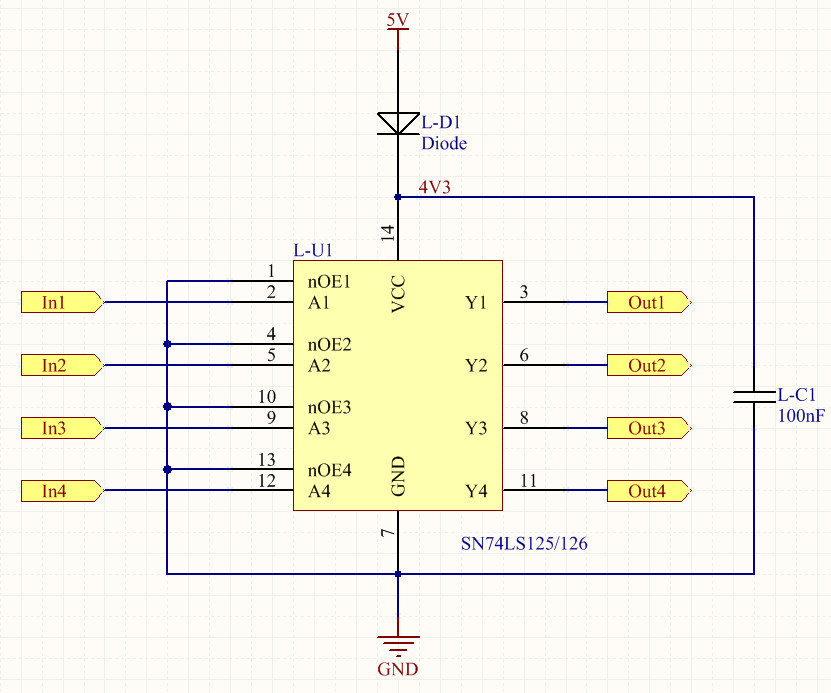 5V
L-D1
Diode
4V3
14
L-U1
1 nOE1 VCC
In1 2 A1 Y1 3 Out1
4 nOE2
In2 5 A2 Y2 6 Out2
10 nOE3
In3 9 A3 Y3 8 Out3
L-C1
100nF
13 nOE4 GND
In4 12 A4 Y4 11 Out4
7
SN74LS125/126
GND